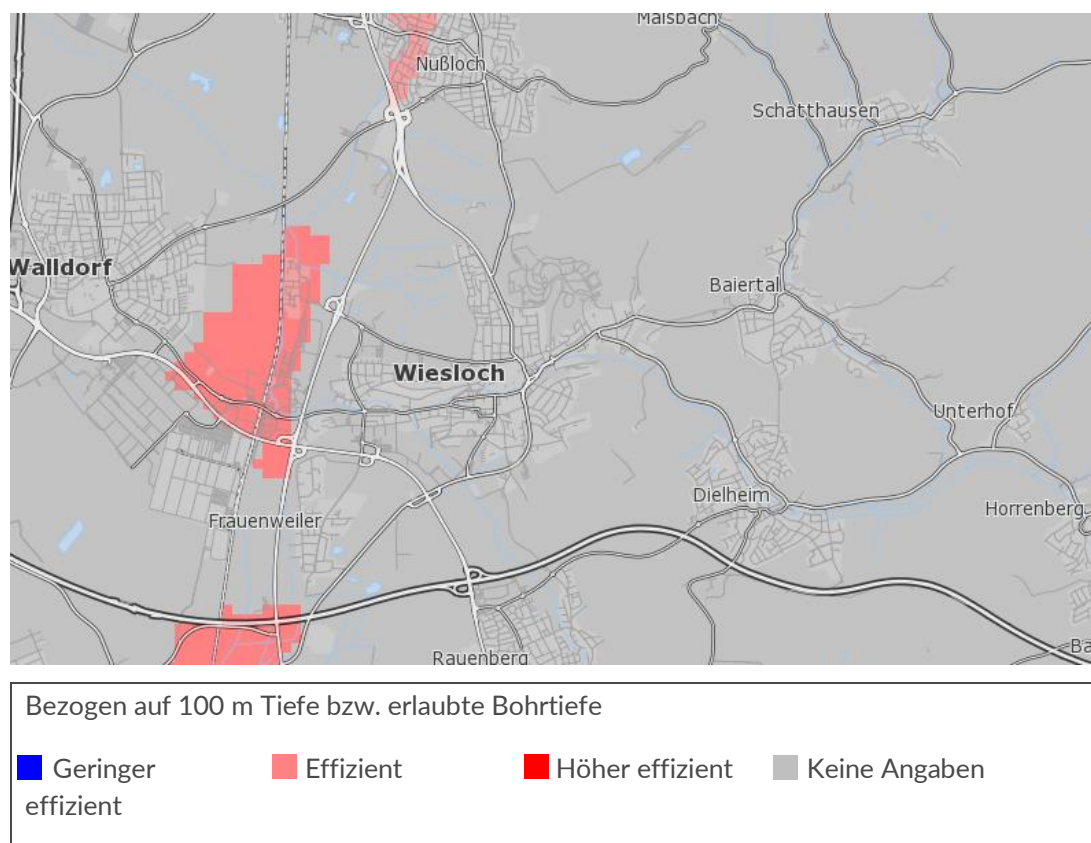 Maisbach
Nußloch
Schatthausen
Walldorf
Baiertal
Wiesloch
Unterhof
Dielheim
Horrenberg
Frauenweiler
Ba
Rauenberg
Bezogen auf 100 m Tiefe bzw. erlaubte Bohrtiefe
Geringer effizient
Effizient
Höher effizient
Keine Angaben